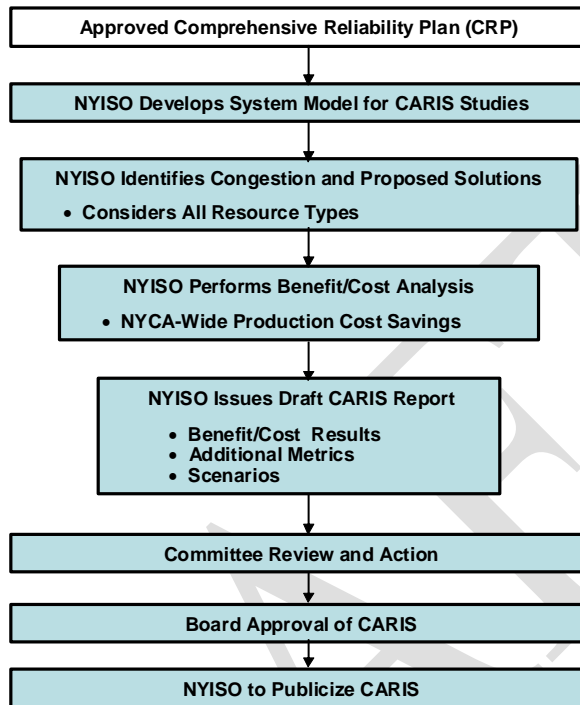 Approved Comprehensive Reliability Plan (CRP)
NYISO Develops System Model for CARIS Studies
NYISO Identifies Congestion and Proposed Solutions
• Considers All Resource Types
NYISO Performs Benefit/Cost Analysis
• NYCA-Wide Production Cost Savings
NYISO Issues Draft CARIS Report
• Benefit/Cost Results
• Additional Metrics
• Scenarios
Committee Review and Action
Board Approval of CARIS
NYISO to Publicize CARIS